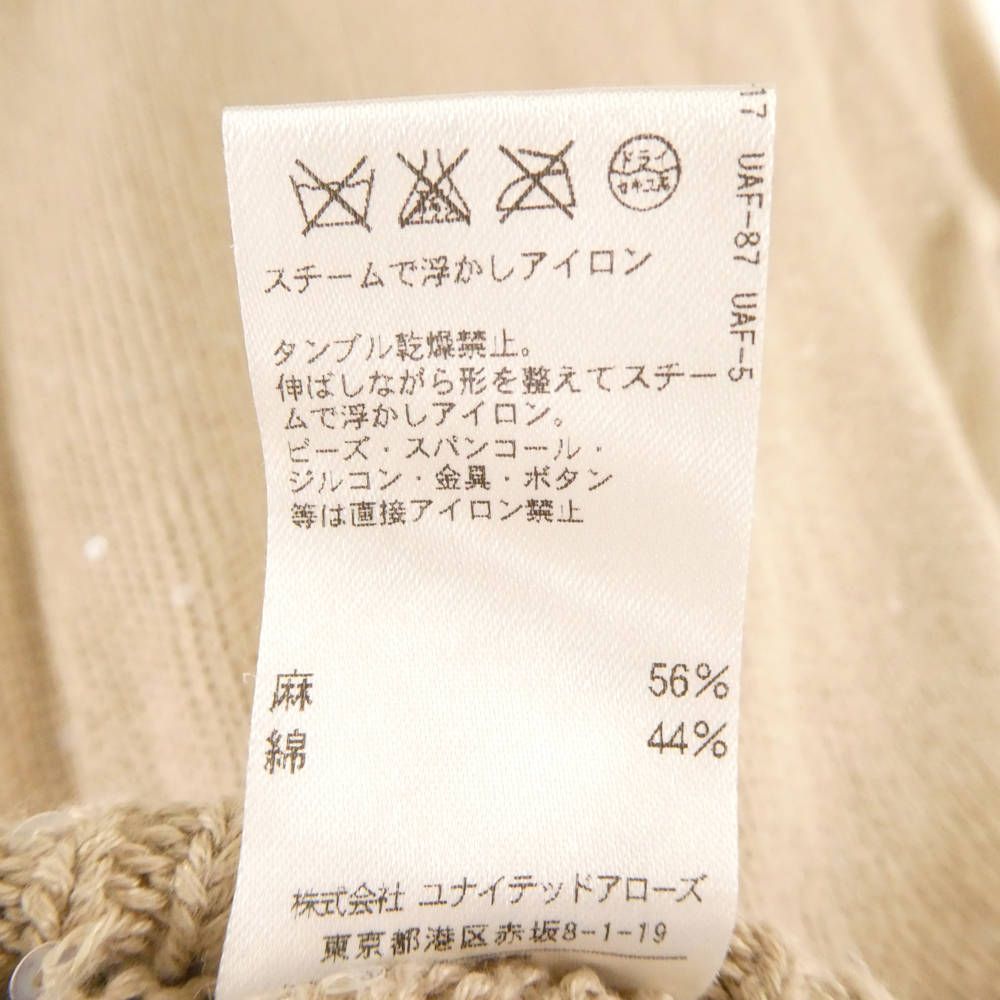 ドライ
セキユ系
スチームで浮かしアイロン
タンブル乾燥禁止。
伸ばしながら形を整えてスチー
ムで浮かしアイロン。
ビーズ・スパンコール・
ジルコン・金具・ボタン
等は直接アイロン禁止
麻 56%
綿 44%
株式会社 ユナイテッドアローズ
東京都港区赤坂8-1-19
-17 UAF-87 UAF-5